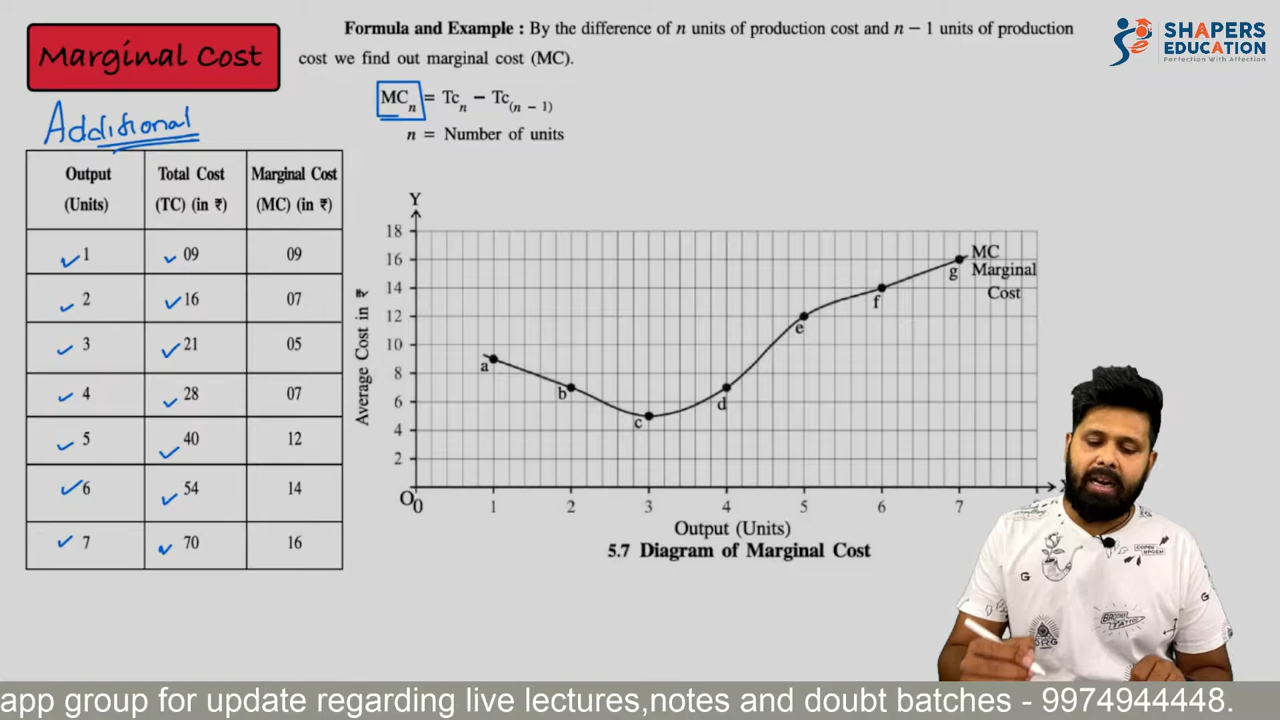 Marginal Cost
Formula and Example : By the difference of n units of production cost and n − 1 units of production
cost we find out marginal cost (MC).
MCn = Tcn − Tc(n − 1)
n = Number of units
SHAPERS
EDUCATION
Perfection With Affection
Additional
Output (Units) Total Cost (TC) (in ₹) Marginal Cost (MC) (in ₹)
1 09 09
2 16 07
3 21 05
4 28 07
5 40 12
6 54 14
7 70 16
Y
18
16
14
12
10
8
6
4
2
O
0 1 2 3 4 5 6 7
Average Cost in ₹
a
b
c
d
e
f
g
MC
Marginal
Cost
Output (Units)
5.7 Diagram of Marginal Cost
app group for update regarding live lectures,notes and doubt batches - 9974944448.